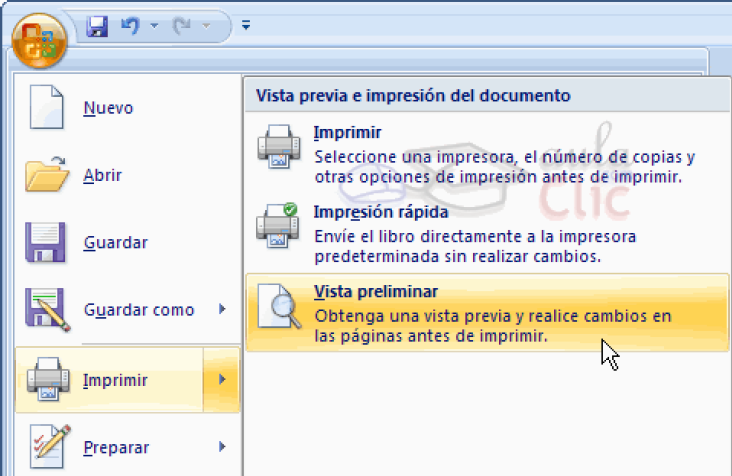 Nuevo
Abrir
Guardar
Guardar como
Imprimir
Preparar
Vista previa e impresión del documento
Imprimir
Seleccione una impresora, el número de copias y
otras opciones de impresión antes de imprimir.
Impresión rápida
Envíe el libro directamente a la impresora
predeterminada sin realizar cambios.
Vista preliminar
Obtenga una vista previa y realice cambios en
las páginas antes de imprimir.
aula
Clic